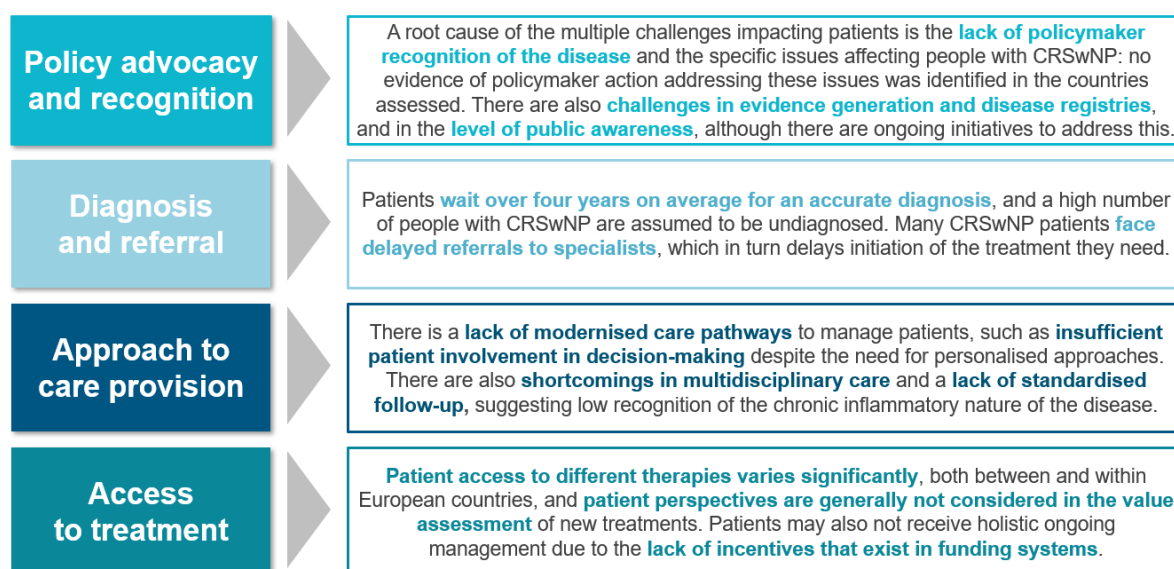 Policy advocacy
and recognition
A root cause of the multiple challenges impacting patients is the lack of policymaker
recognition of the disease and the specific issues affecting people with CRSwNP: no
evidence of policymaker action addressing these issues was identified in the countries
assessed. There are also challenges in evidence generation and disease registries,
and in the level of public awareness, although there are ongoing initiatives to address this.
Diagnosis
and referral
Patients wait over four years on average for an accurate diagnosis, and a high number
of people with CRSwNP are assumed to be undiagnosed. Many CRSwNP patients face
delayed referrals to specialists, which in turn delays initiation of the treatment they need.
Approach to
care provision
There is a lack of modernised care pathways to manage patients, such as insufficient
patient involvement in decision-making despite the need for personalised approaches.
There are also shortcomings in multidisciplinary care and a lack of standardised
follow-up, suggesting low recognition of the chronic inflammatory nature of the disease.
Access
to treatment
Patient access to different therapies varies significantly, both between and within
European countries, and patient perspectives are generally not considered in the value
assessment of new treatments. Patients may also not receive holistic ongoing
management due to the lack of incentives that exist in funding systems.